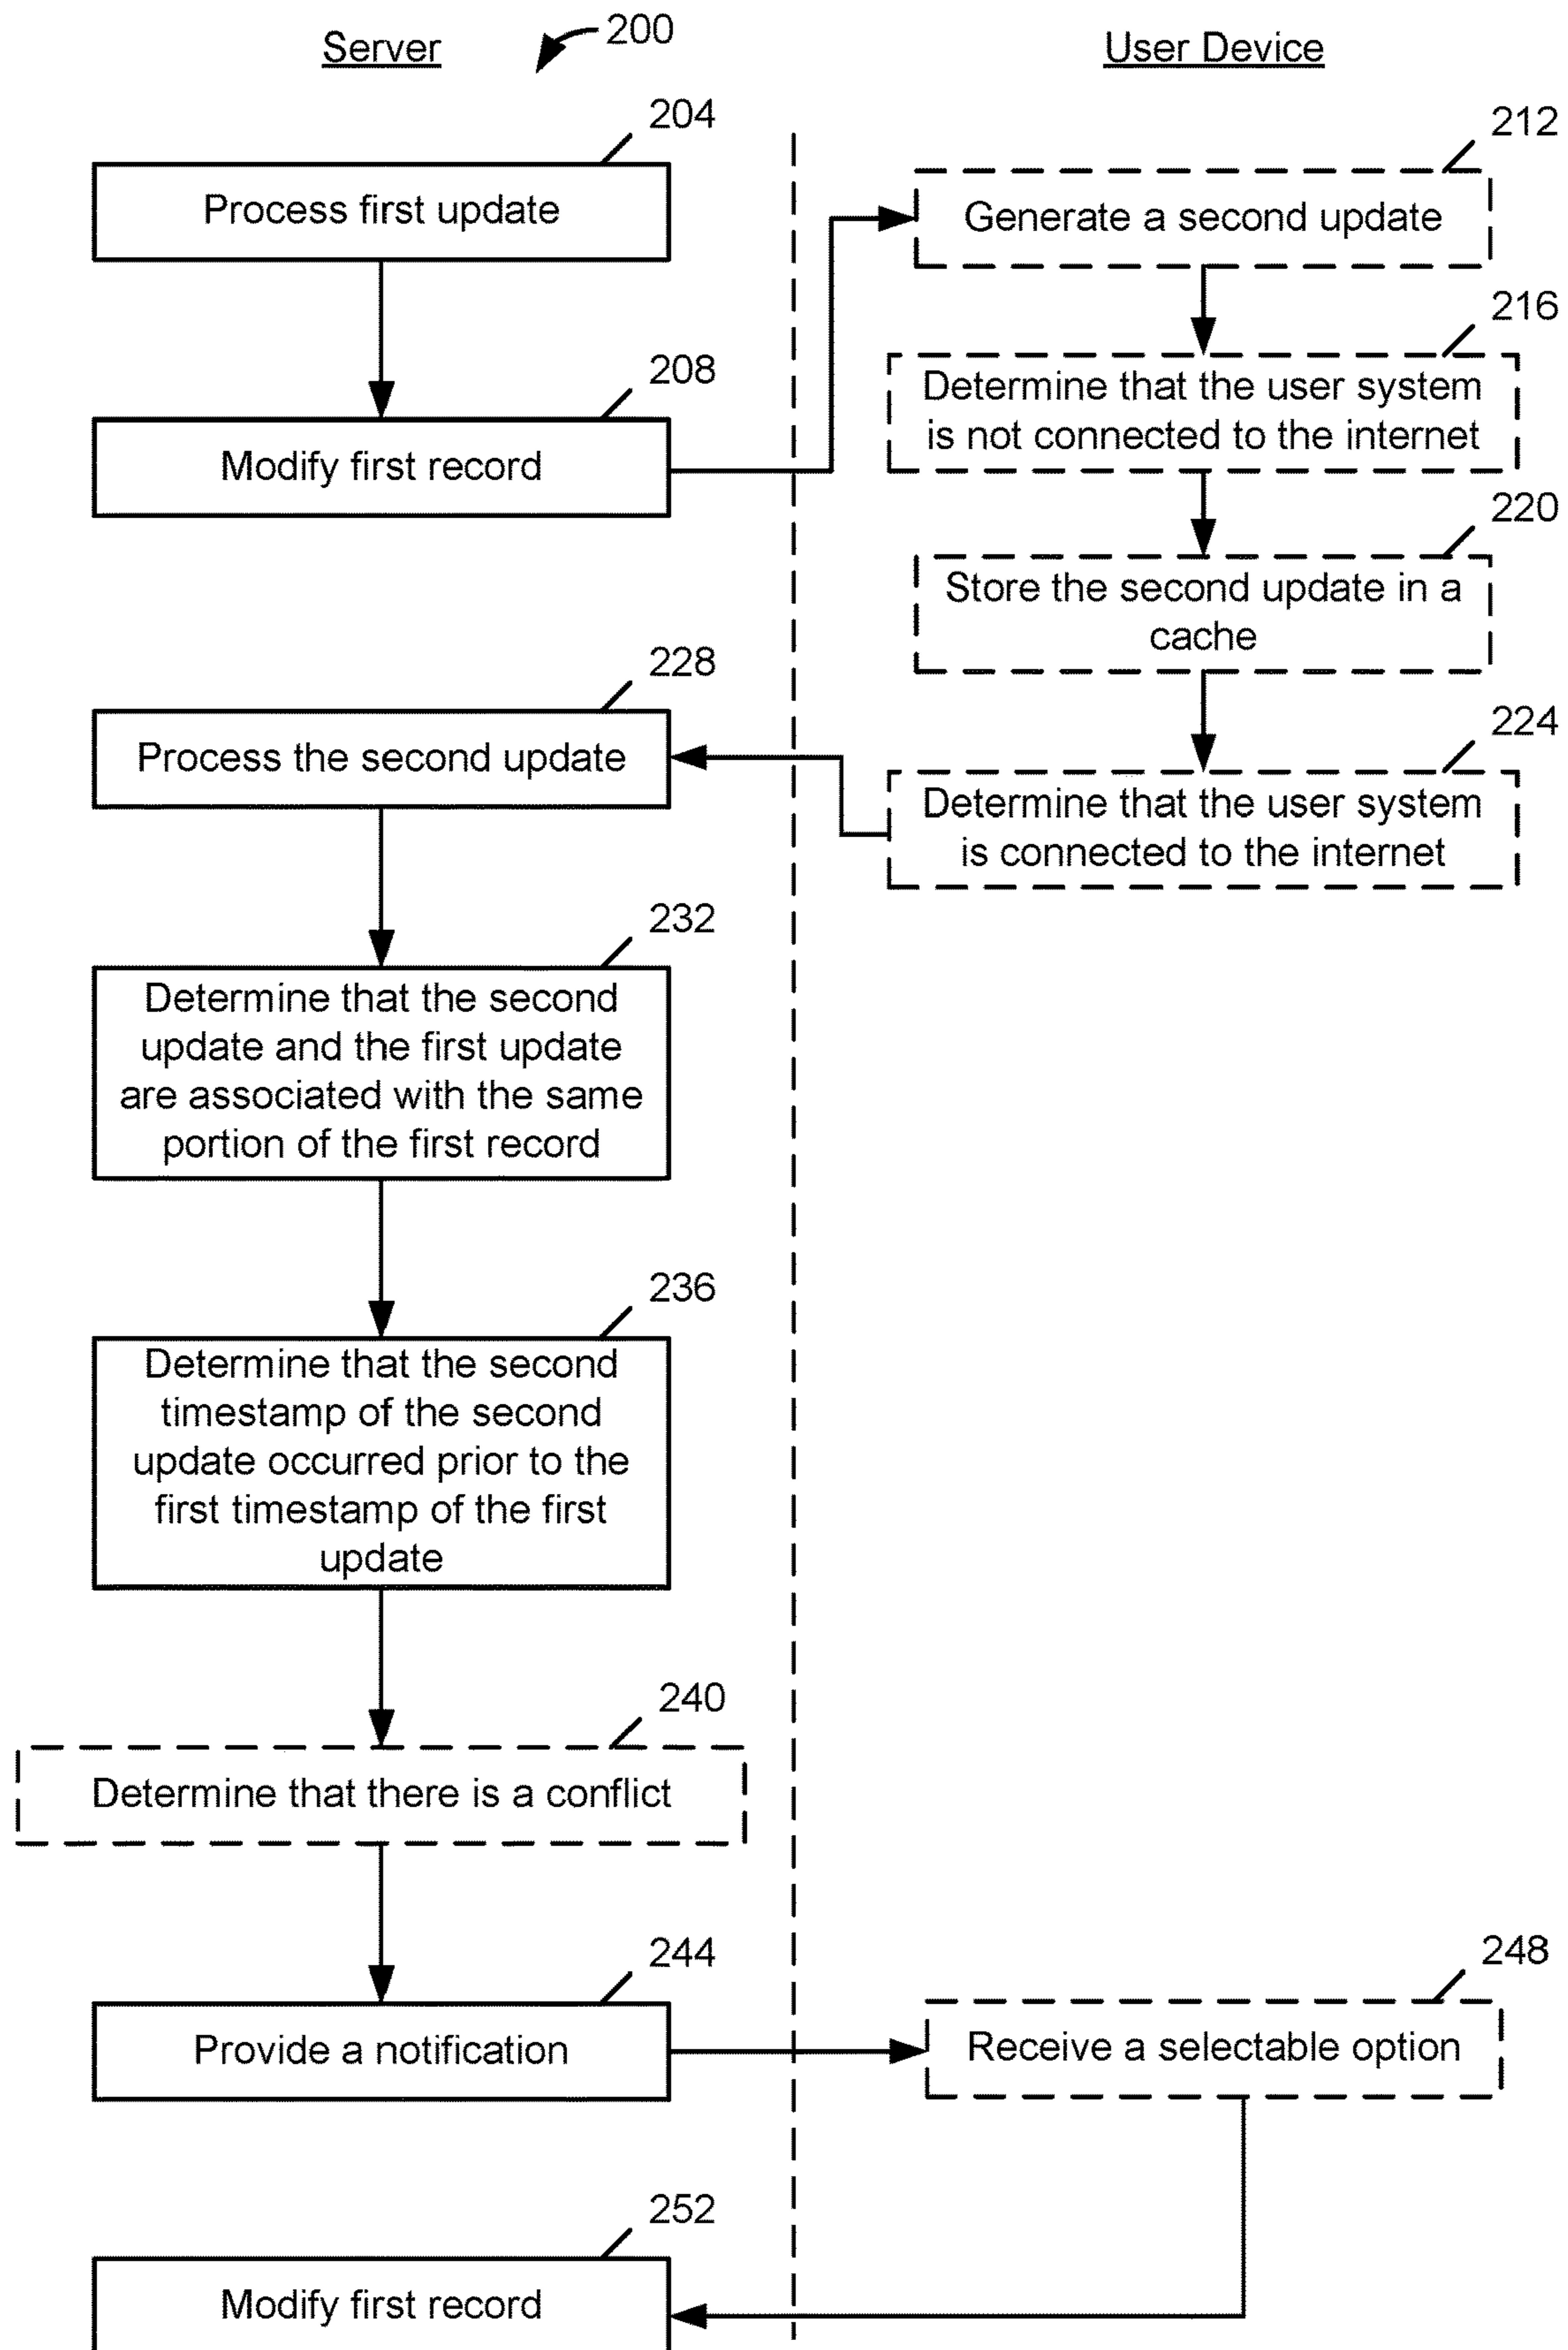 Server
200
User Device
204
Process first update
212
Generate a second update
216
Determine that the user system
is not connected to the internet
208
Modify first record
220
Store the second update in a
cache
228
Process the second update
224
Determine that the user system
is connected to the internet
232
Determine that the second
update and the first update
are associated with the same
portion of the first record
236
Determine that the second
timestamp of the second
update occurred prior to the
first timestamp of the first
update
240
Determine that there is a conflict
244
Provide a notification
248
Receive a selectable option
252
Modify first record